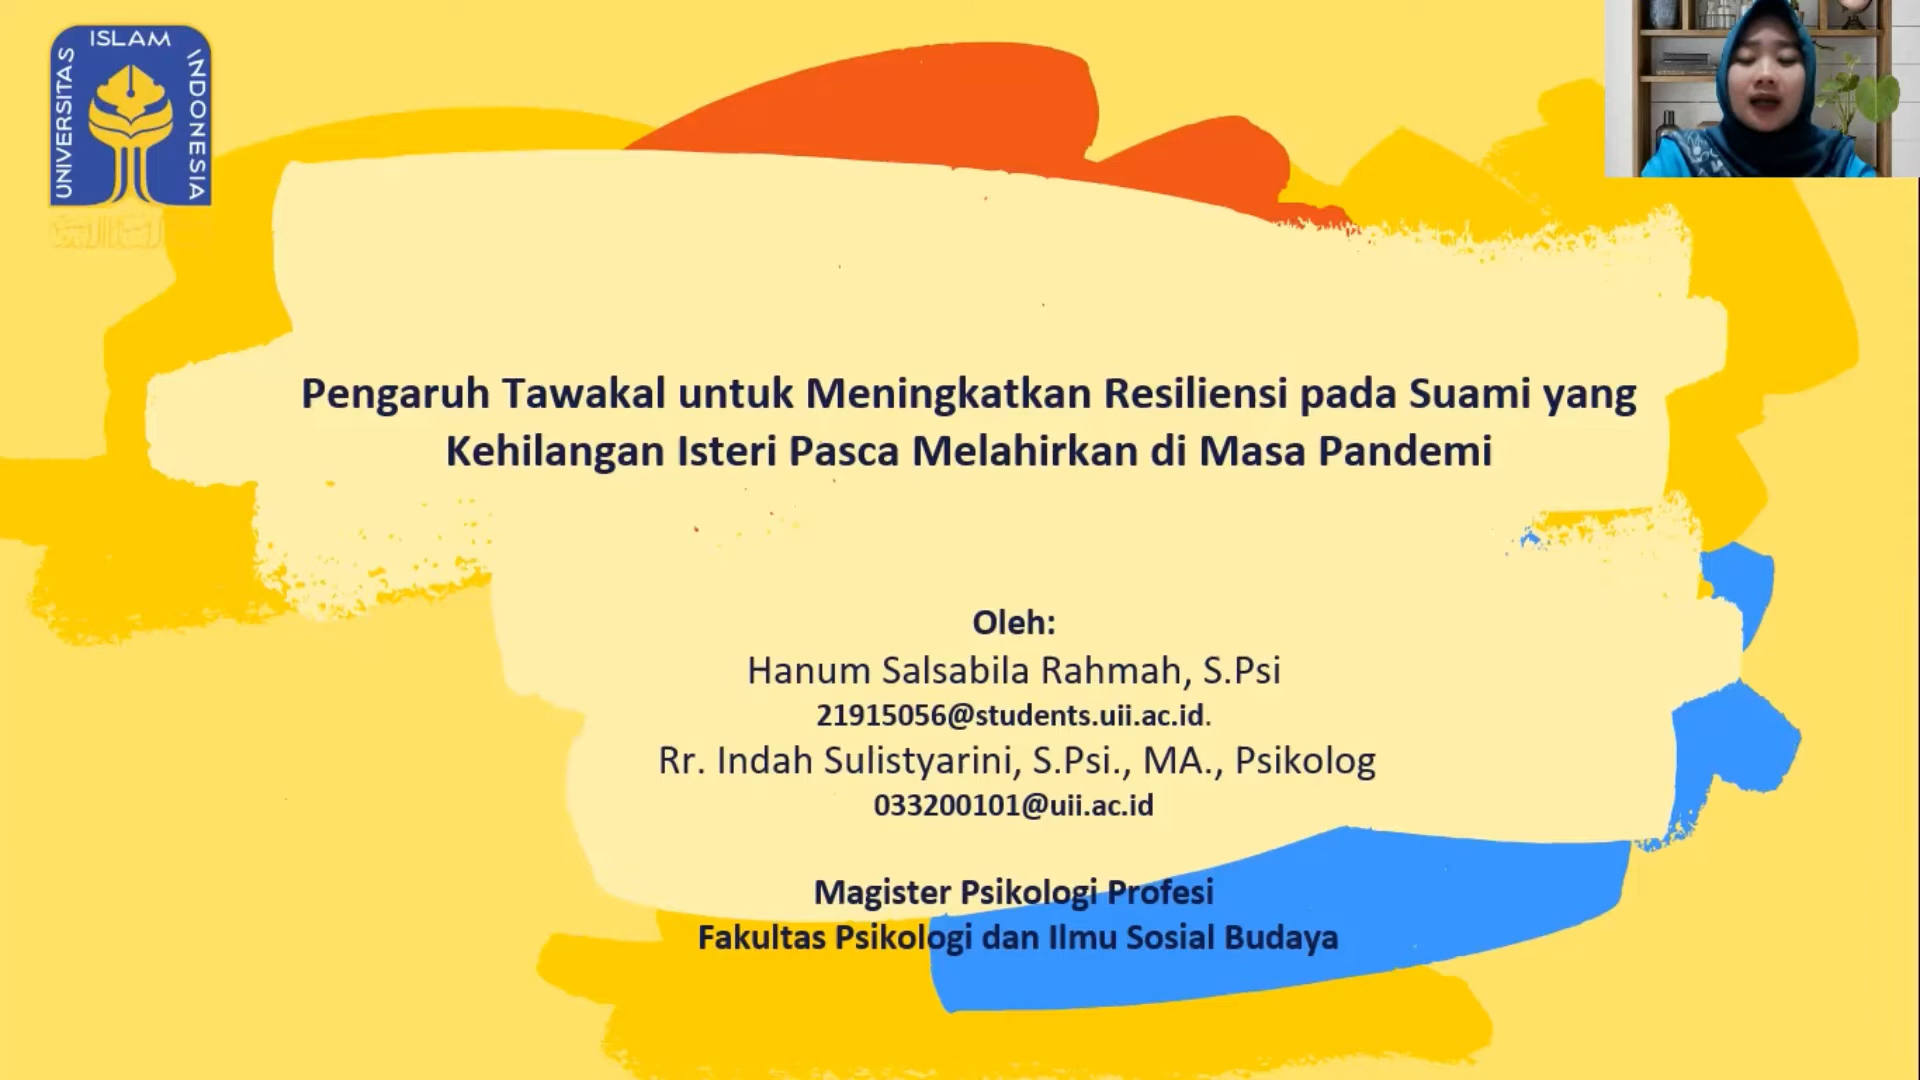 UNIVERSITAS ISLAM INDONESIA
Pengaruh Tawakal untuk Meningkatkan Resiliensi pada Suami yang
Kehilangan Isteri Pasca Melahirkan di Masa Pandemi
Oleh:
Hanum Salsabila Rahmah, S.Psi
21915056@students.uii.ac.id.
Rr. Indah Sulistyarini, S.Psi., MA., Psikolog
033200101@uii.ac.id
Magister Psikologi Profesi
Fakultas Psikologi dan Ilmu Sosial Budaya